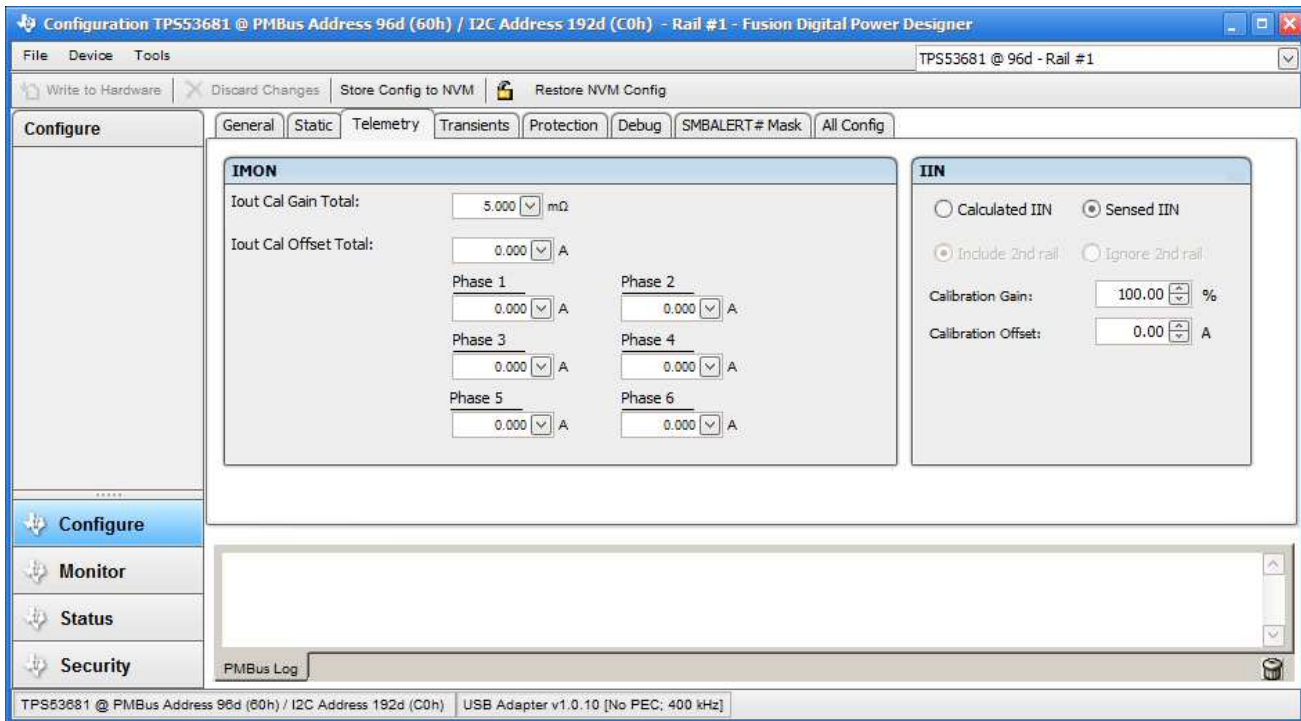 Configuration TPS53681 @ PMBus Address 96d (60h) / I2C Address 192d (C0h) - Rail #1 - Fusion Digital Power Designer
File Device Tools
TPS53681 @ 96d - Rail #1
Write to Hardware Discard Changes Store Config to NVM Restore NVM Config
Configure
General Static Telemetry Transients Protection Debug SMBALERT# Mask All Config
IMON
Iout Cal Gain Total: 5.000 mΩ
Iout Cal Offset Total: 0.000 A
Phase 1 Phase 2
0.000 A 0.000 A
Phase 3 Phase 4
0.000 A 0.000 A
Phase 5 Phase 6
0.000 A 0.000 A
IIN
Calculated IIN Sensed IIN
Include 2nd rail Ignore 2nd rail
Calibration Gain: 100.00 %
Calibration Offset: 0.00 A
Configure
Monitor
Status
Security
PMBus Log
TPS53681 @ PMBus Address 96d (60h) / I2C Address 192d (C0h) USB Adapter v1.0.10 [No PEC; 400 kHz]